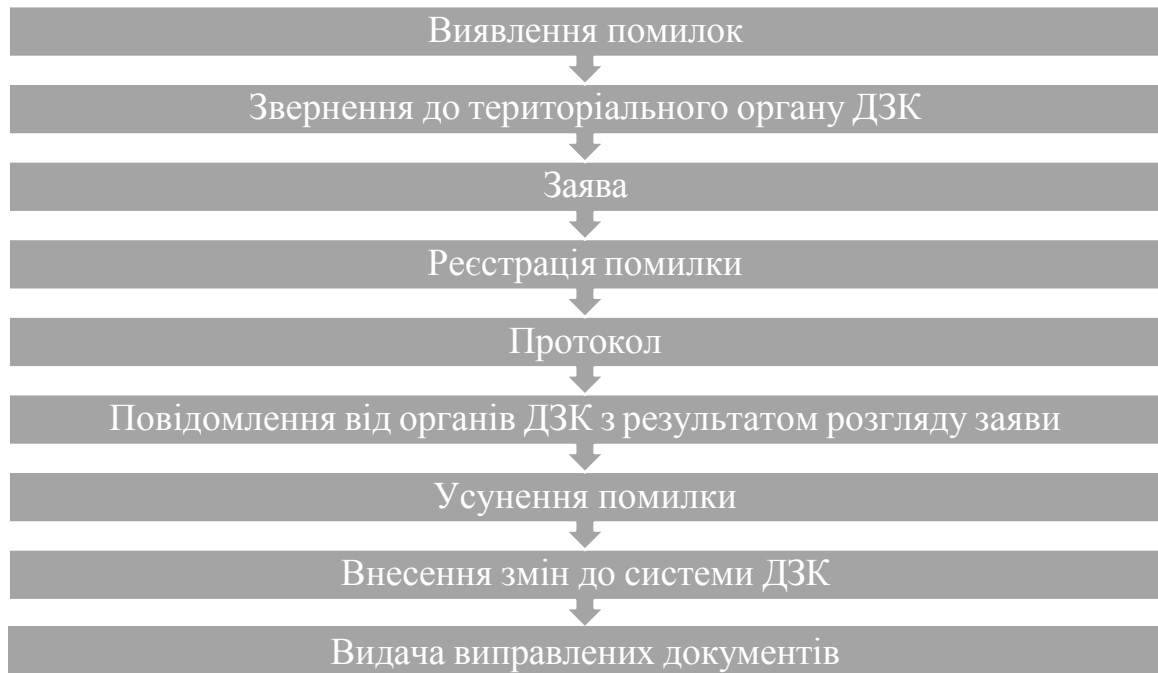 Виявлення помилок
Звернення до територіального органу ДЗК
Заява
Реєстрація помилки
Протокол
Повідомлення від органів ДЗК з результатом розгляду заяви
Усунення помилки
Внесення змін до системи ДЗК
Видача виправлених документів